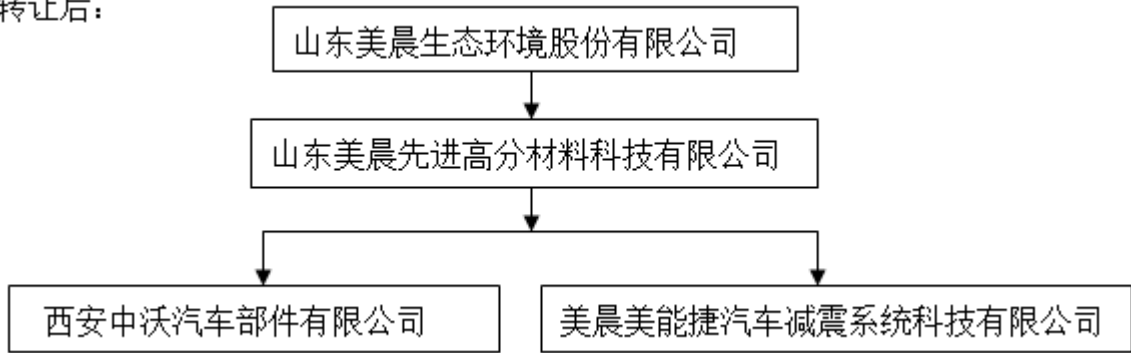 转让后：
山东美晨生态环境股份有限公司
山东美晨先进高分材料科技有限公司
西安中沃汽车部件有限公司
美晨美能捷汽车减震系统科技有限公司